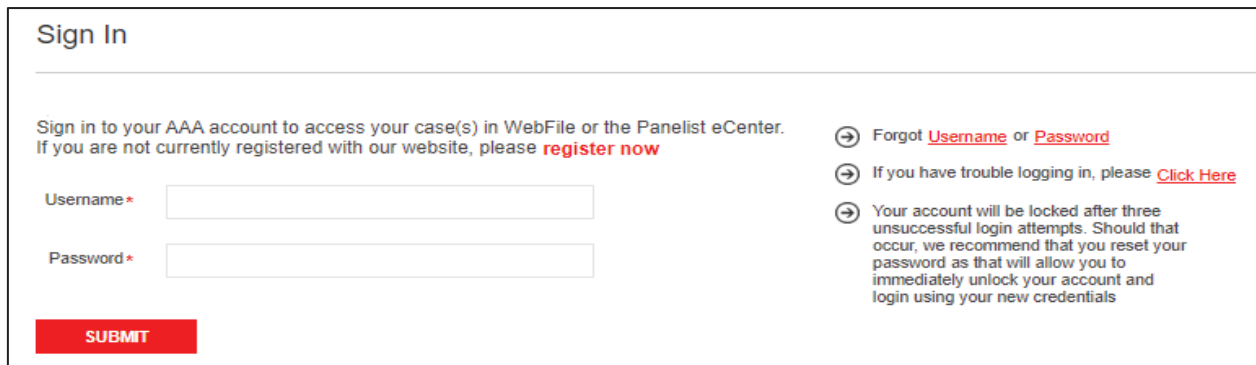 Sign In
Sign in to your AAA account to access your case(s) in WebFile or the Panelist eCenter.
If you are not currently registered with our website, please register now
Username*
Password*
SUBMIT
Forgot Username or Password
If you have trouble logging in, please Click Here
Your account will be locked after three
unsuccessful login attempts. Should that
occur, we recommend that you reset your
password as that will allow you to
immediately unlock your account and
login using your new credentials